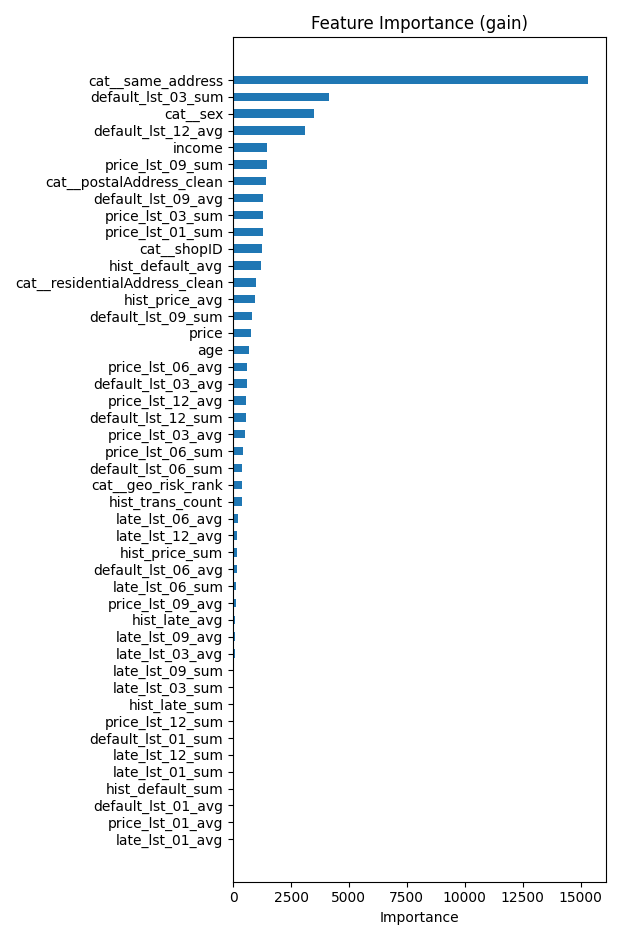 Feature Importance (gain)
cat__same_address
default_lst_03_sum
cat__sex
default_lst_12_avg
income
price_lst_09_sum
cat__postalAddress_clean
default_lst_09_avg
price_lst_03_sum
price_lst_01_sum
cat__shopID
hist_default_avg
cat__residentialAddress_clean
hist_price_avg
default_lst_09_sum
price
age
price_lst_06_avg
default_lst_03_avg
price_lst_12_avg
default_lst_12_sum
price_lst_03_avg
price_lst_06_sum
default_lst_06_sum
cat__geo_risk_rank
hist_trans_count
late_lst_06_avg
late_lst_12_avg
hist_price_sum
default_lst_06_avg
late_lst_06_sum
price_lst_09_avg
hist_late_avg
late_lst_09_avg
late_lst_03_avg
late_lst_09_sum
late_lst_03_sum
hist_late_sum
price_lst_12_sum
default_lst_01_sum
late_lst_12_sum
late_lst_01_sum
hist_default_sum
default_lst_01_avg
price_lst_01_avg
late_lst_01_avg
0 2500 5000 7500 10000 12500 15000
Importance